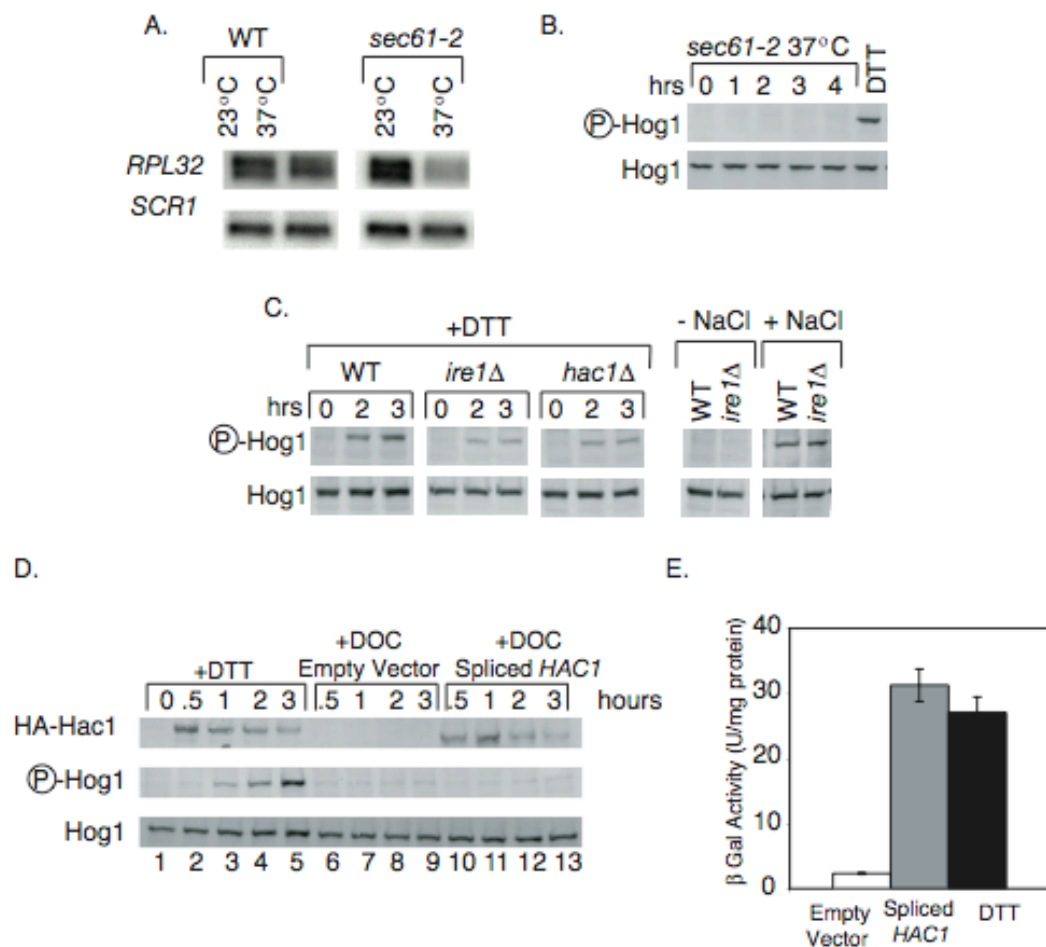 A.
WT
sec61-2
23°C
37°C
23°C
37°C
RPL32
SCR1
B.
sec61-2 37°C
DTT
hrs 0 1 2 3 4
Ⓟ-Hog1
Hog1
C.
+DTT
- NaCl + NaCl
WT ire1Δ hac1Δ
WT ire1Δ WT ire1Δ
hrs 0 2 3 0 2 3 0 2 3
Ⓟ-Hog1
Hog1
D.
+DTT
+DOC
Empty Vector
+DOC
Spliced HAC1
0 .5 1 2 3 .5 1 2 3 .5 1 2 3 hours
HA-Hac1
Ⓟ-Hog1
Hog1
1 2 3 4 5 6 7 8 9 10 11 12 13
E.
β Gal Activity (U/mg protein)
40
30
20
10
0
Empty
Vector
Spliced
HAC1
DTT